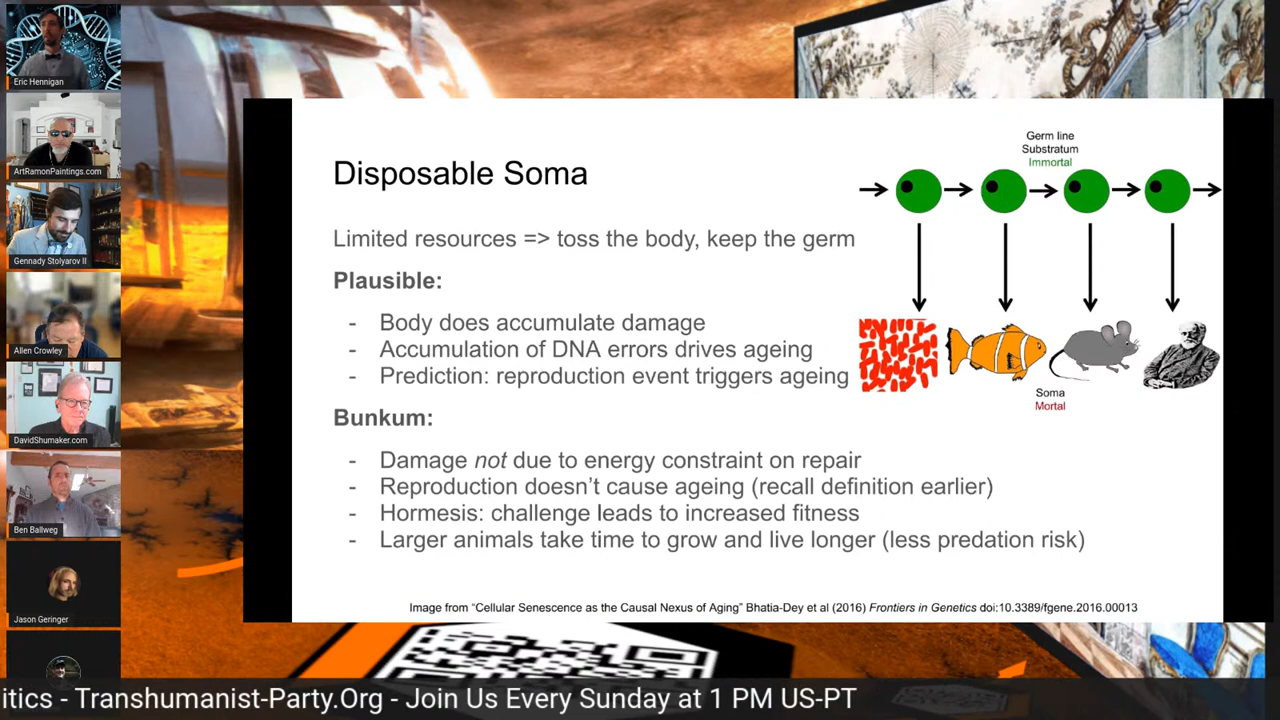 Eric Hennigan
ArtRamonPaintings.com
Gennady Stolyarov II
Allen Crowley
DavidShumaker.com
Ben Ballweg
Jason Geringer
Disposable Soma
Limited resources => toss the body, keep the germ
Plausible:
- Body does accumulate damage
- Accumulation of DNA errors drives ageing
- Prediction: reproduction event triggers ageing
Bunkum:
- Damage not due to energy constraint on repair
- Reproduction doesn't cause ageing (recall definition earlier)
- Hormesis: challenge leads to increased fitness
- Larger animals take time to grow and live longer (less predation risk)
Germ line
Substratum
Immortal
Soma
Mortal
Image from “Cellular Senescence as the Causal Nexus of Aging” Bhatia-Dey et al (2016) Frontiers in Genetics doi:10.3389/fgene.2016.00013
itics - Transhumanist-Party.Org - Join Us Every Sunday at 1 PM US-PT